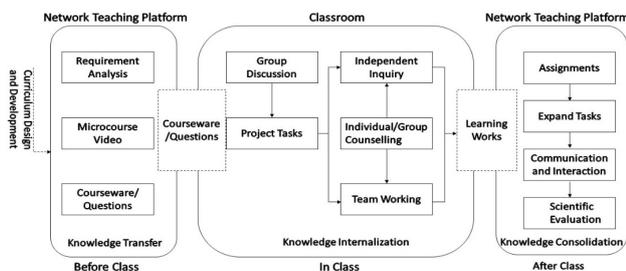 Network Teaching Platform
Classroom
Network Teaching Platform
Curriculum Design
and Development
Requirement
Analysis
Microcourse
Video
Courseware/
Questions
Knowledge Transfer
Before Class
Courseware
/Questions
Group
Discussion
Project Tasks
Independent
Inquiry
Individual/Group
Counselling
Team Working
Knowledge Internalization
In Class
Learning
Works
Assignments
Expand Tasks
Communication
and Interaction
Scientific
Evaluation
Knowledge Consolidation
After Class